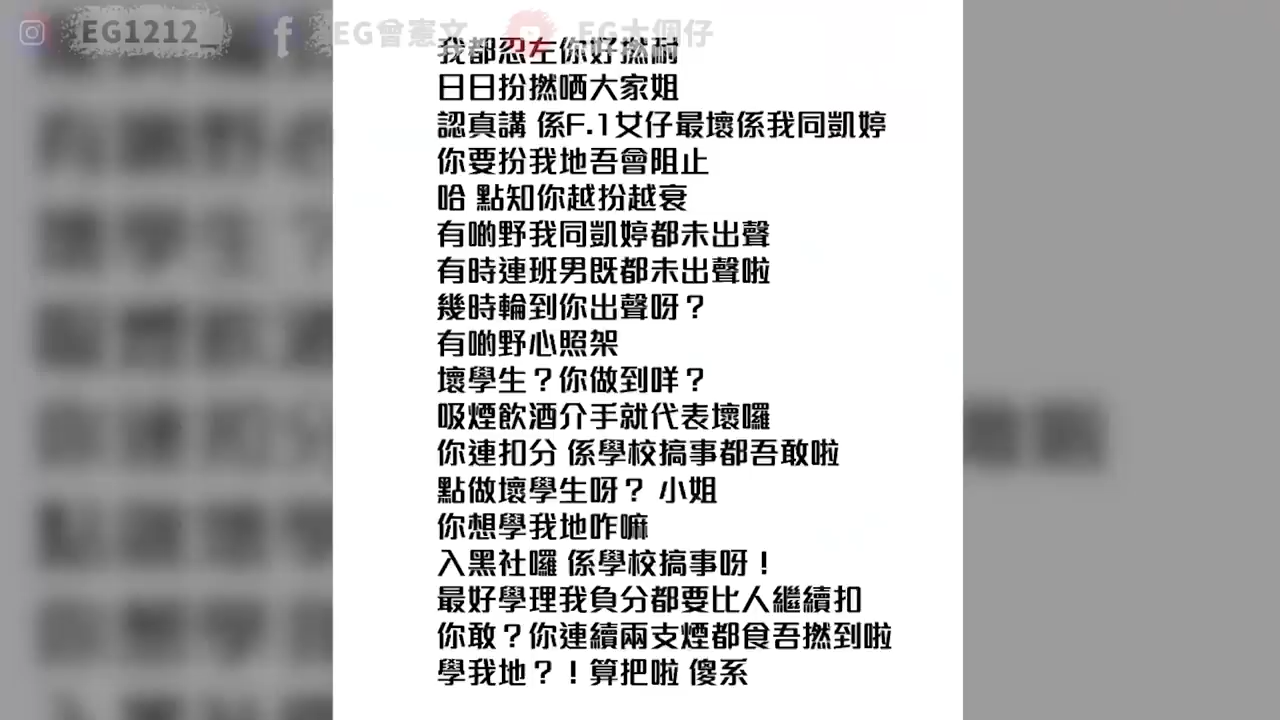 EG1212_
EG曾憲文
EG大個仔
我都忍左你好撚耐
日日扮撚晒大家姐
認真講 係F.1女仔最壞係我同凱婷
你要扮我地吾會阻止
哈 點知你越扮越衰
有啲野我同凱婷都未出聲
有時連班男既都未出聲啦
幾時輪到你出聲呀？
有啲野心照架
壞學生？你做到咩？
吸煙飲酒介手就代表壞囉
你連扣分 係學校搞事都吾敢啦
點做壞學生呀？ 小姐
你想學我地咋嘛
入黑社囉 係學校搞事呀！
最好學理我負分都要比人繼續扣
你敢？你連續兩支煙都食吾撚到啦
學我地？！算把啦 傻系